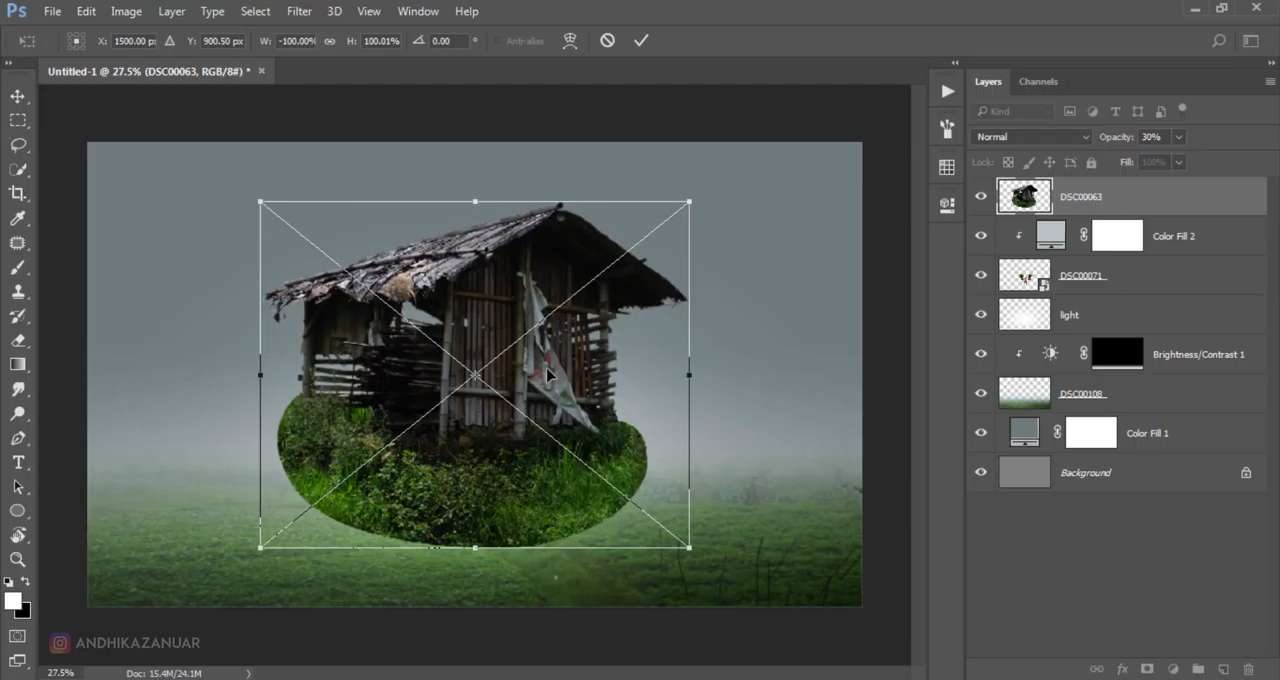 Ps File Edit Image Layer Type Select Filter 3D View Window Help
X: 1500.00 p: Y: 900.50 px W: -100.00% H: 100.01% 0.00 ° Anti-alias
Untitled-1 @ 27.5% (DSC00063, RGB/8#) * ×
Layers Channels
Kind
Normal Opacity: 30%
Lock: Fill: 100%
DSC00063
Color Fill 2
DSC00071
light
Brightness/Contrast 1
DSC00108
Color Fill 1
Background
ANDHIKAZANUAR
27.5% Doc: 15.4M/24.1M